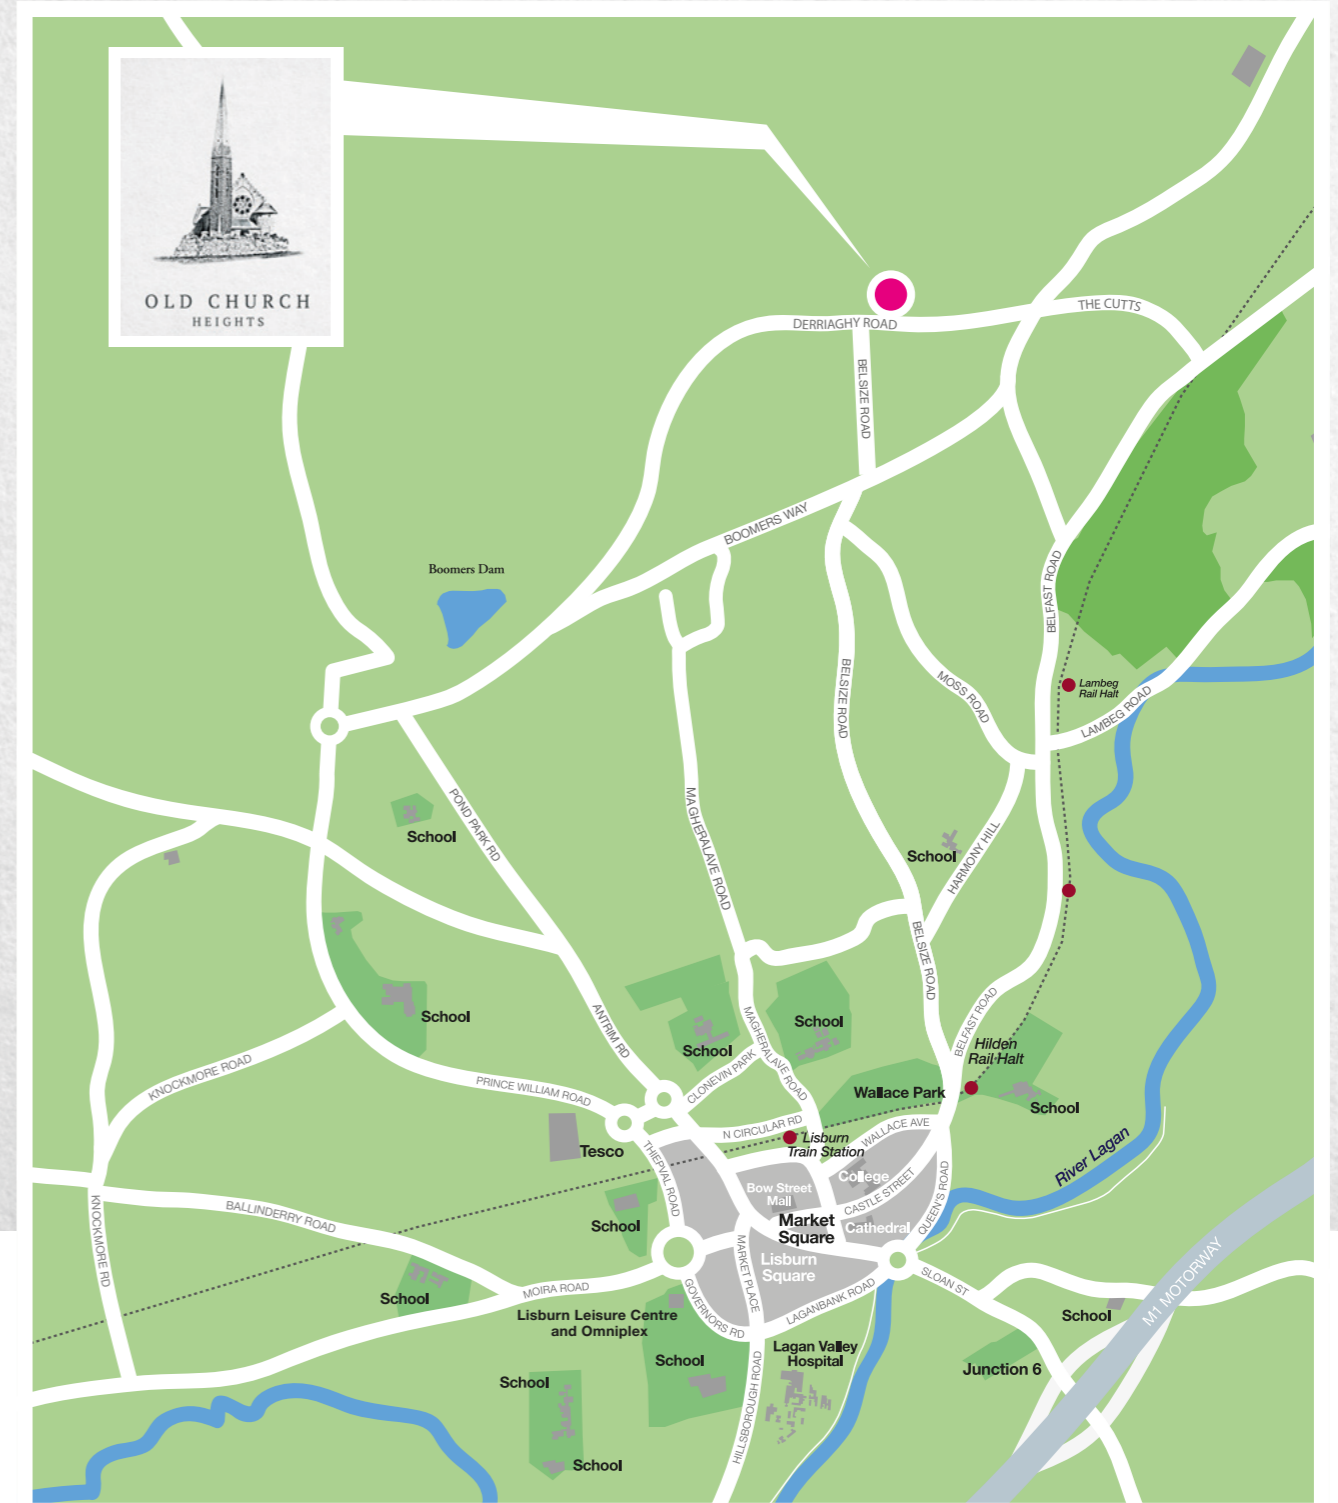 OLD CHURCH
HEIGHTS
DERRIAGHY ROAD
THE CUTTS
BELSIZE ROAD
BOOMERS WAY
Boomers Dam
BELFAST ROAD
BELSIZE ROAD
MOSS ROAD
Lambeg
Rail Halt
LAMBEG ROAD
POND PARK RD
School
MAGHERALAVE ROAD
School
HARMONY HILL
BELSIZE ROAD
School
ANTRIM RD
School
MAGHERALAVE ROAD
School
BELFAST ROAD
Hilden
Rail Halt
KNOCKMORE ROAD
PRINCE WILLIAM ROAD
CLONEVIN PARK
Wallace Park
School
Tesco
THIEPVAL ROAD
N CIRCULAR RD
Lisburn
Train Station
WALLACE AVE
River Lagan
College
Bow Street
Mall
CASTLE STREET
QUEEN'S ROAD
KNOCKMORE RD
BALLINDERRY ROAD
School
Market
Square
Cathedral
MARKET PLACE
Lisburn
Square
SLOAN ST
M1 MOTORWAY
School
MOIRA ROAD
GOVERNORS RD
LAGANBANK ROAD
School
Lisburn Leisure Centre
and Omniplex
School
Lagan Valley
Hospital
Junction 6
School
HILLSBOROUGH ROAD
School